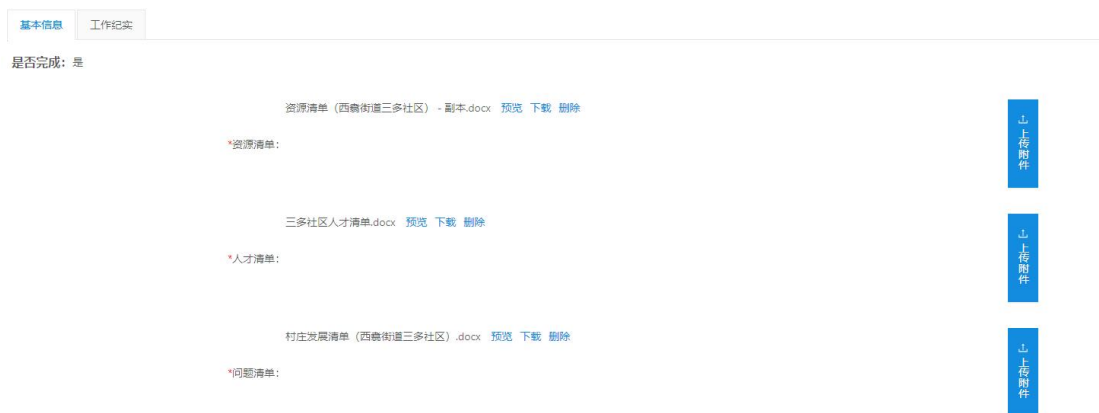 基本信息 工作纪实
是否完成：是
资源清单（西翥街道三多社区） - 副本.docx 预览 下载 删除
*资源清单：
上传附件
三多社区人才清单.docx 预览 下载 删除
*人才清单：
上传附件
村庄发展清单（西翥街道三多社区）.docx 预览 下载 删除
*问题清单：
上传附件